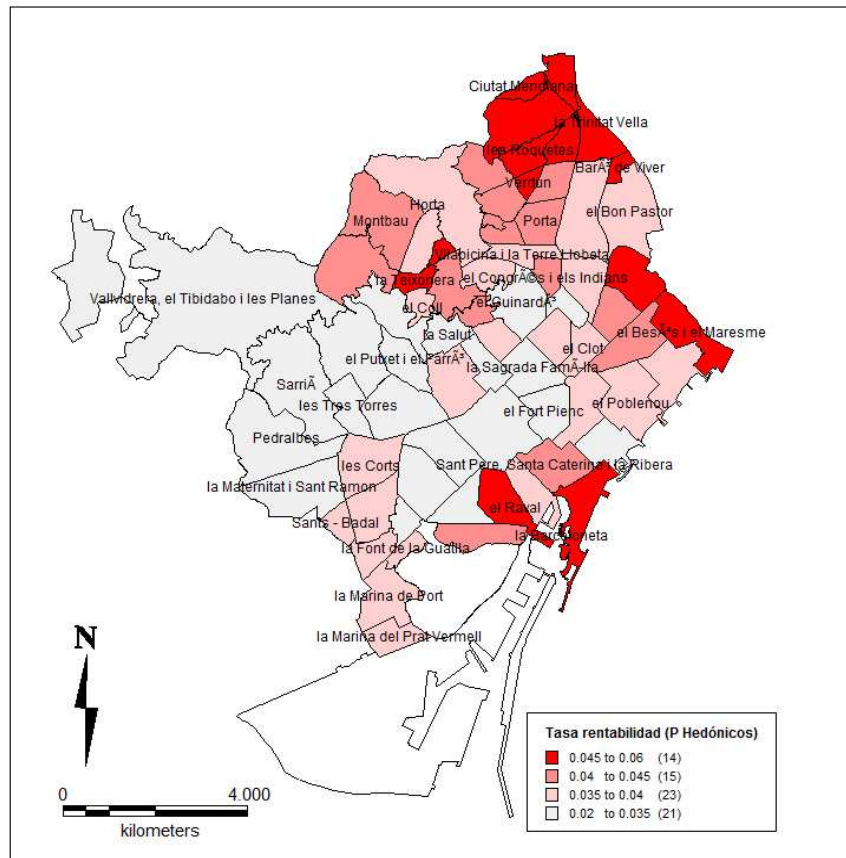 Ciutat Meridiana
la Trinitat Vella
les Roquetes
BarÃ³ de Viver
Verdun
Horta
el Bon Pastor
Montbau
Porta
Vilapicina i la Torre Llobeta
la Teixonera
el CongrÃ©s i els Indians
Vallvidrera, el Tibidabo i les Planes
el Coll
el GuinardÃ³
la Salut
el BesÃ³s i el Maresme
el Putxet i el FarrÃ³
el Clot
la Sagrada FamÃ­lia
SarriÃ
les Tres Torres
el Poblenou
el Fort Pienc
Pedralbes
les Corts
Sant Pere, Santa Caterina i la Ribera
la Maternitat i Sant Ramon
el Raval
Sants - Badal
la Barceloneta
la Font de la Guatlla
la Marina de Port
la Marina del Prat Vermell
N
Tasa rentabilidad (P Hedónicos)
0.045 to 0.06 (14)
0.04 to 0.045 (15)
0.035 to 0.04 (23)
0.02 to 0.035 (21)
0 4.000
kilometers